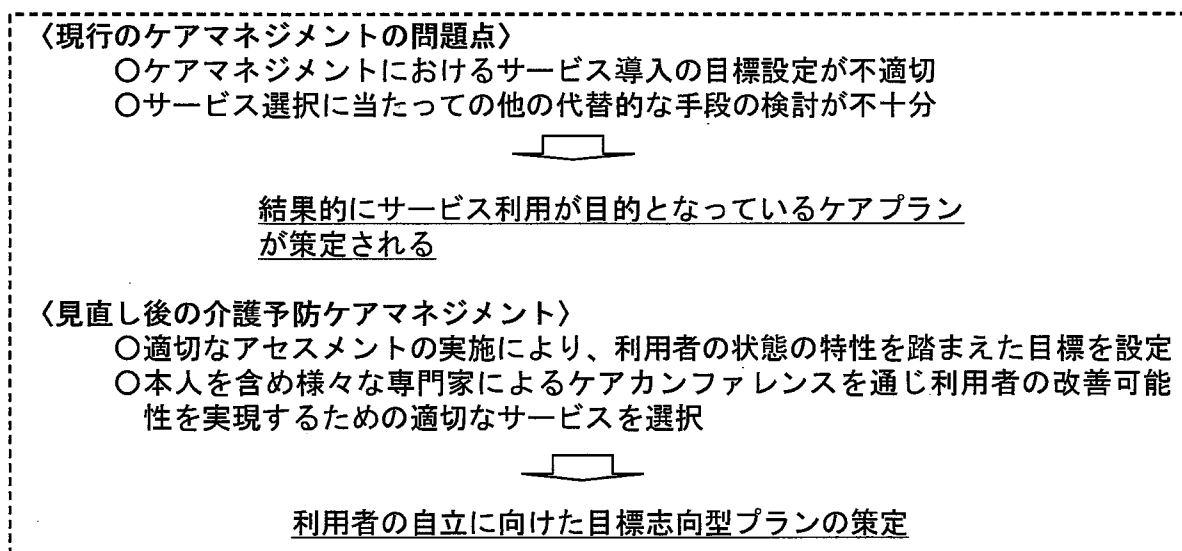 〈現行のケアマネジメントの問題点〉
○ケアマネジメントにおけるサービス導入の目標設定が不適切
○サービス選択に当たっての他の代替的な手段の検討が不十分
結果的にサービス利用が目的となっているケアプラン
が策定される
〈見直し後の介護予防ケアマネジメント〉
○適切なアセスメントの実施により、利用者の状態の特性を踏まえた目標を設定
○本人を含め様々な専門家によるケアカンファレンスを通じ利用者の改善可能
性を実現するための適切なサービスを選択
利用者の自立に向けた目標志向型プランの策定